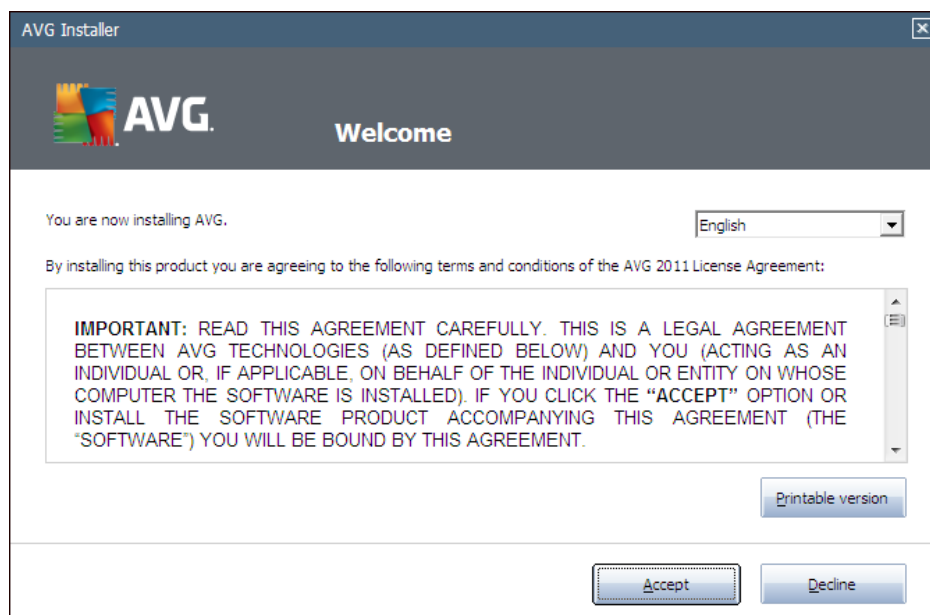 AVG Installer
AVG.
Welcome
You are now installing AVG.
English
By installing this product you are agreeing to the following terms and conditions of the AVG 2011 License Agreement:
IMPORTANT: READ THIS AGREEMENT CAREFULLY. THIS IS A LEGAL AGREEMENT
BETWEEN AVG TECHNOLOGIES (AS DEFINED BELOW) AND YOU (ACTING AS AN
INDIVIDUAL OR, IF APPLICABLE, ON BEHALF OF THE INDIVIDUAL OR ENTITY ON WHOSE
COMPUTER THE SOFTWARE IS INSTALLED). IF YOU CLICK THE “ACCEPT” OPTION OR
INSTALL THE SOFTWARE PRODUCT ACCOMPANYING THIS AGREEMENT (THE
“SOFTWARE”) YOU WILL BE BOUND BY THIS AGREEMENT.
Printable version
Accept
Decline